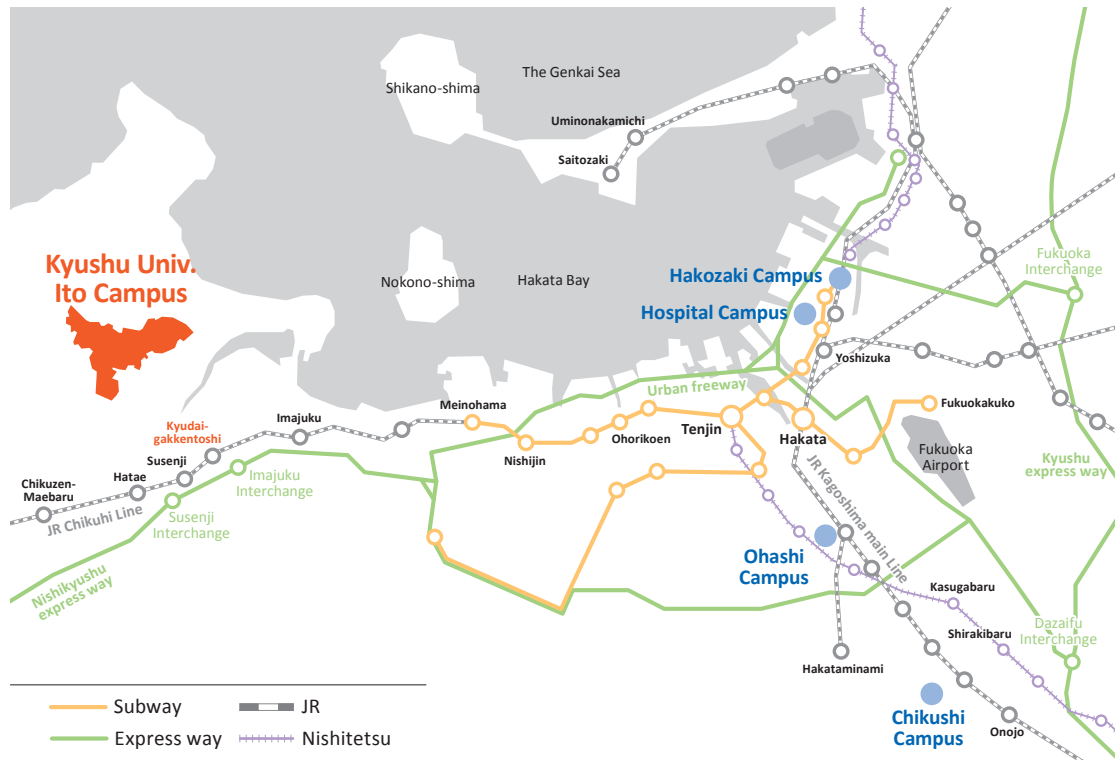 The Genkai Sea
Shikano-shima
Uminonakamichi
Saitozaki
Kyushu Univ.
Ito Campus
Nokono-shima
Hakata Bay
Hakozaki Campus
Hospital Campus
Fukuoka
Interchange
Yoshizuka
Urban freeway
Meinohama
Fukuokakuko
Kyudai-
gakkentoshi
Imajuku
Ohorikoen
Tenjin
Hakata
Nishijin
Susenji
Fukuoka
Airport
Kyushu
express way
Hatae
Imajuku
Interchange
Chikuzen-
Maebaru
JR Chikuhi Line
Susenji
Interchange
JR Kagoshima main Line
Nishikyushu
express way
Ohashi
Campus
Kasugabaru
Shirakibaru
Dazaifu
Interchange
Hakataminami
Chikushi
Campus
Onojo
Subway
JR
Express way
Nishitetsu